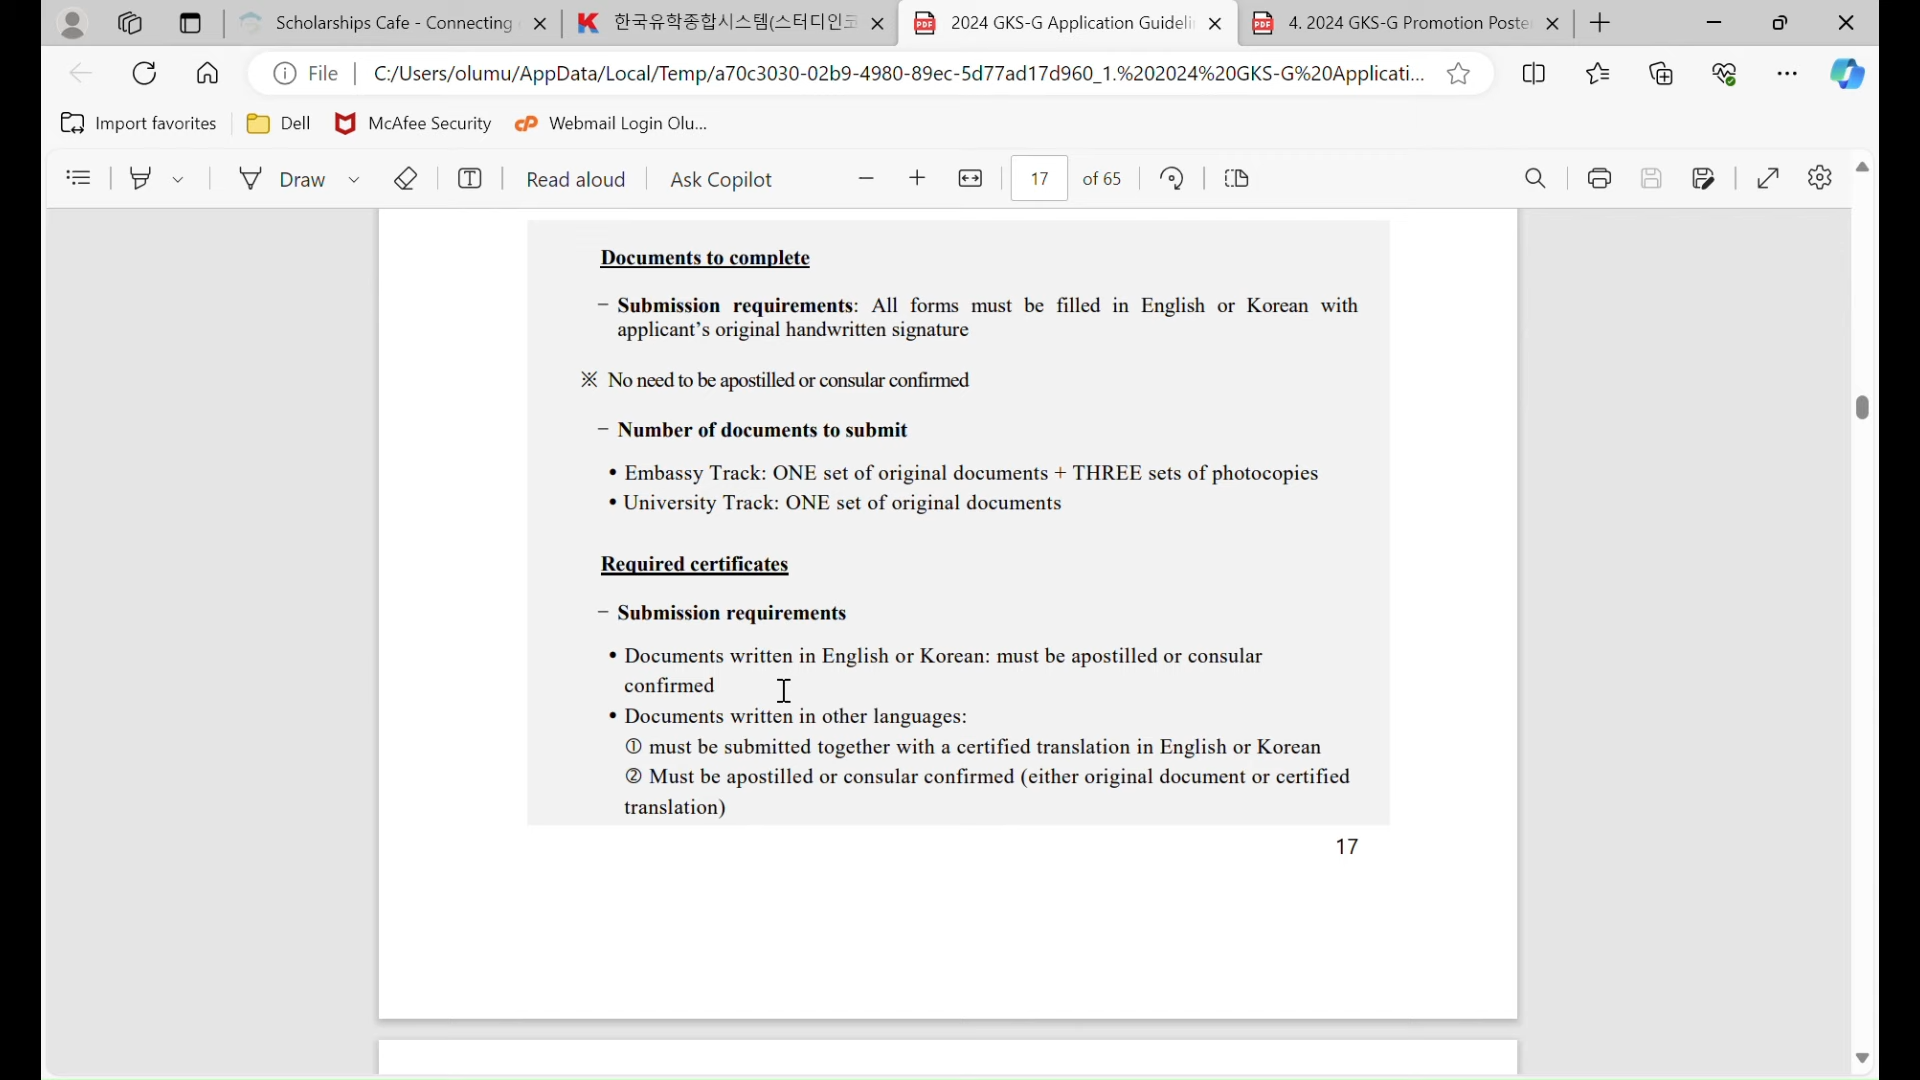 Scholarships Cafe - Connecting
한국유학종합시스템(스터디인코
2024 GKS-G Application Guideli
4. 2024 GKS-G Promotion Poste
File
C:/Users/olumu/AppData/Local/Temp/a70c3030-02b9-4980-89ec-5d77ad17d960_1.%202024%20GKS-G%20Applicati...
Import favorites
Dell
McAfee Security
Webmail Login Olu...
Draw
Read aloud
Ask Copilot
17 of 65
Documents to complete
– Submission requirements: All forms must be filled in English or Korean with
applicant's original handwritten signature
※ No need to be apostilled or consular confirmed
– Number of documents to submit
• Embassy Track: ONE set of original documents + THREE sets of photocopies
• University Track: ONE set of original documents
Required certificates
– Submission requirements
• Documents written in English or Korean: must be apostilled or consular
confirmed
• Documents written in other languages:
① must be submitted together with a certified translation in English or Korean
② Must be apostilled or consular confirmed (either original document or certified
translation)
17